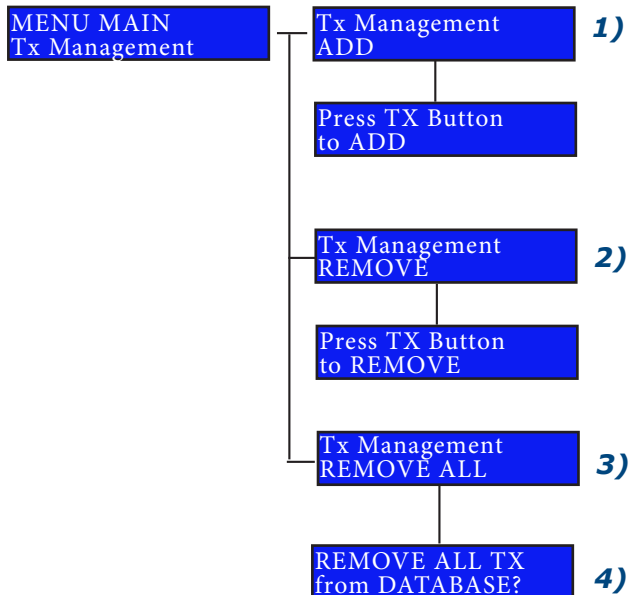 MENU MAIN
Tx Management
Tx Management
ADD
1)
Press TX Button
to ADD
Tx Management
REMOVE
2)
Press TX Button
to REMOVE
Tx Management
REMOVE ALL
3)
REMOVE ALL TX
from DATABASE?
4)